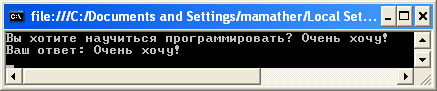 file:///C:/Documents and Settings/mamather/Local Set...
Вы хотите научиться программировать? Очень хочу!
Ваш ответ: Очень хочу!